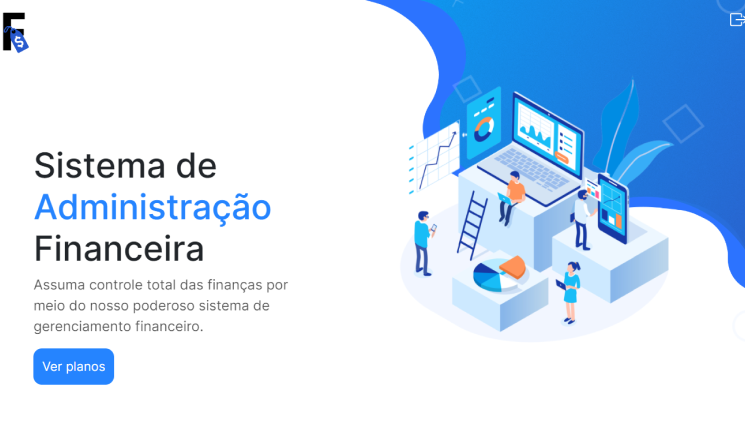 F
$
Sistema de
Administração
Financeira
Assuma controle total das finanças por
meio do nosso poderoso sistema de
gerenciamento financeiro.
Ver planos